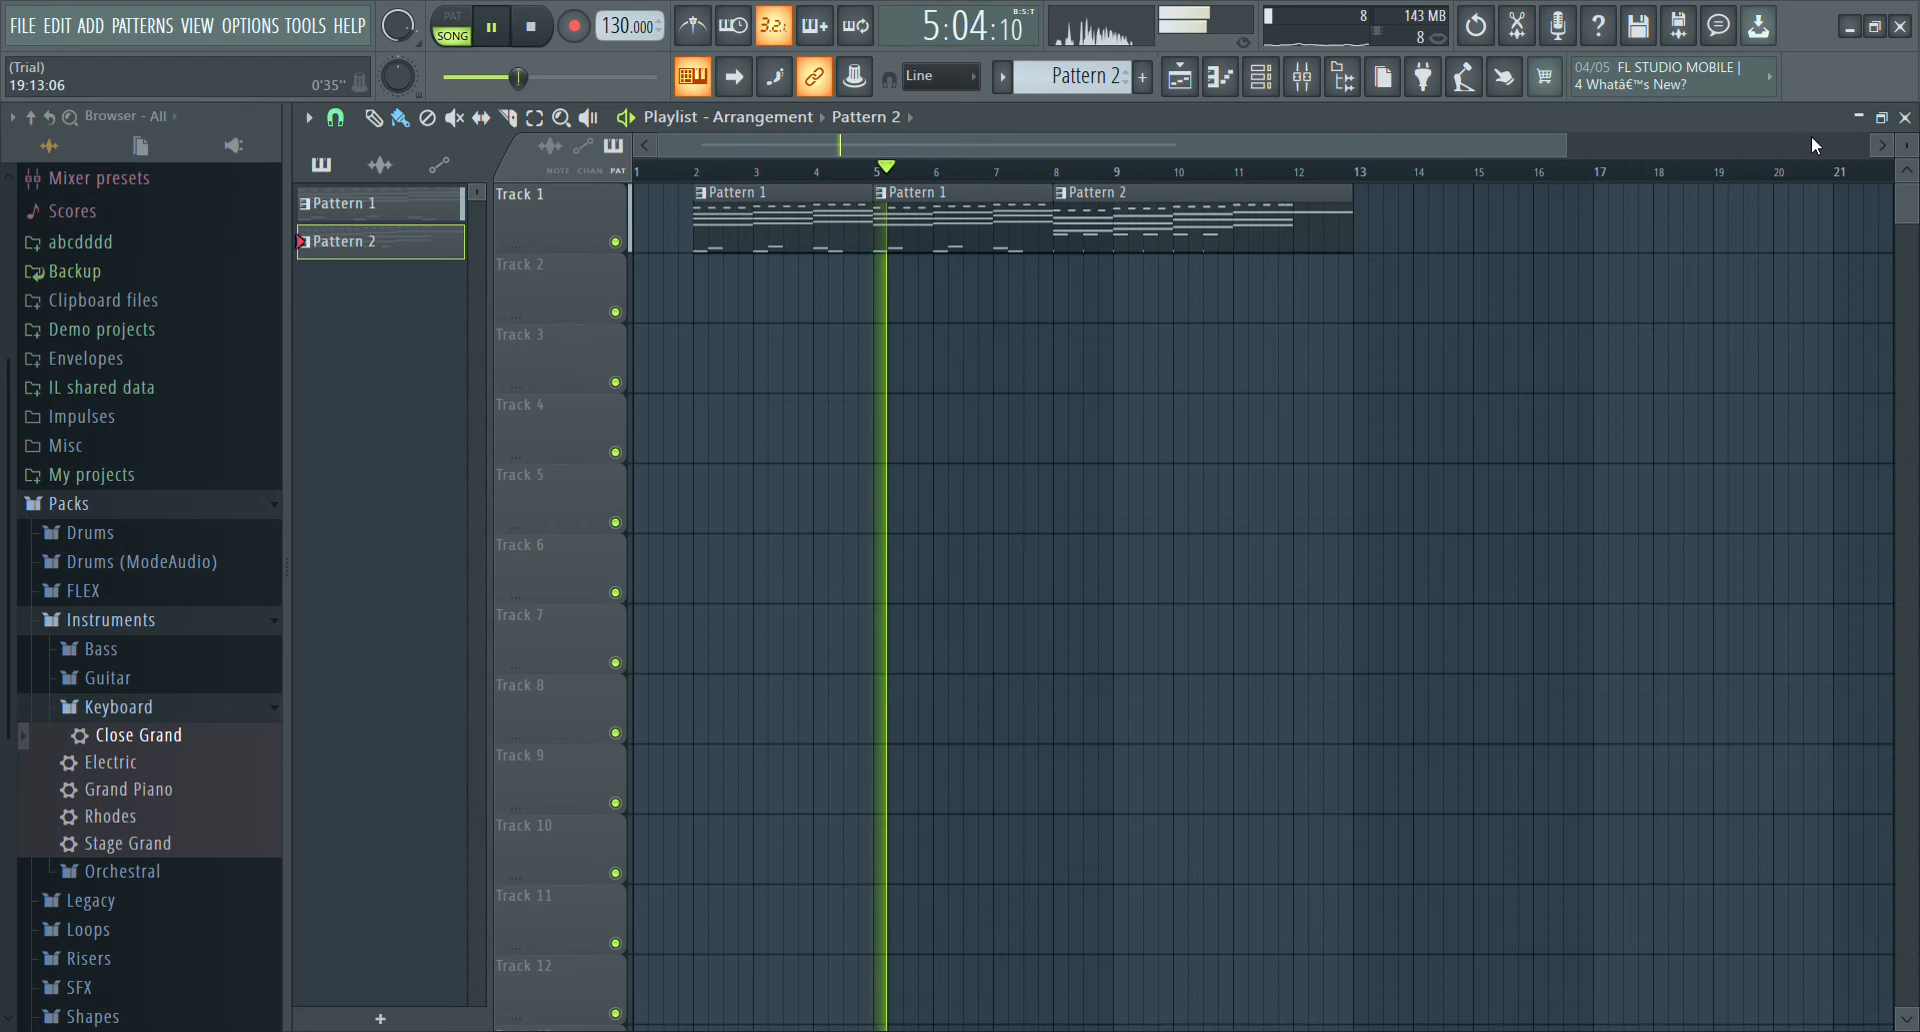 FILE EDIT ADD PATTERNS VIEW OPTIONS TOOLS HELP
PAT
SONG
130.000
3.2.
5:04:10
B:S:T
8
143 MB
8
(Trial)
19:13:06
0'35"
Line
Pattern 2
04/05 FL STUDIO MOBILE |
4 Whatâ€™s New?
Browser - All
Playlist - Arrangement › Pattern 2
NOTE CHAN PAT
1 2 3 4 5 6 7 8 9 10 11 12 13 14 15 16 17 18 19 20 21
Mixer presets
Scores
abcdddd
Backup
Clipboard files
Demo projects
Envelopes
IL shared data
Impulses
Misc
My projects
Packs
Drums
Drums (ModeAudio)
FLEX
Instruments
Bass
Guitar
Keyboard
Close Grand
Electric
Grand Piano
Rhodes
Stage Grand
Orchestral
Legacy
Loops
Risers
SFX
Shapes
Pattern 1
Pattern 2
Track 1
Pattern 1
Pattern 1
Pattern 2
Track 2
Track 3
Track 4
Track 5
Track 6
Track 7
Track 8
Track 9
Track 10
Track 11
Track 12